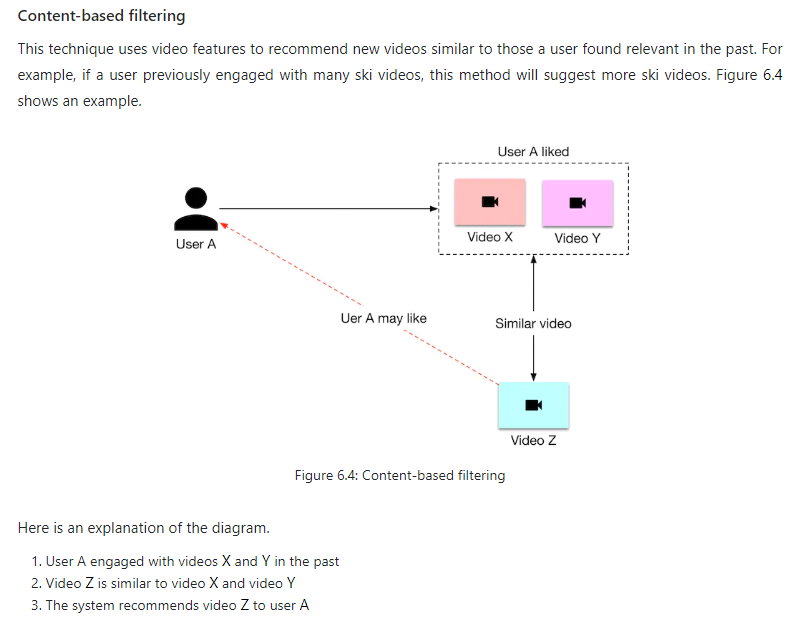 Content-based filtering
This technique uses video features to recommend new videos similar to those a user found relevant in the past. For
example, if a user previously engaged with many ski videos, this method will suggest more ski videos. Figure 6.4
shows an example.
User A liked
Video X
Video Y
User A
Uer A may like
Similar video
Video Z
Figure 6.4: Content-based filtering
Here is an explanation of the diagram.
1. User A engaged with videos X and Y in the past
2. Video Z is similar to video X and video Y
3. The system recommends video Z to user A